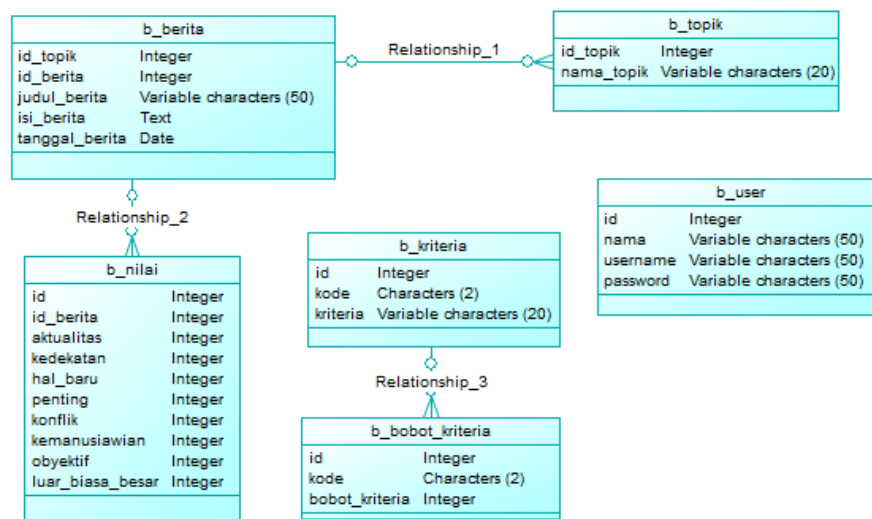 b_berita
id_topik Integer
id_berita Integer
judul_berita Variable characters (50)
isi_berita Text
tanggal_berita Date
Relationship_1
b_topik
id_topik Integer
nama_topik Variable characters (20)
Relationship_2
b_nilai
id Integer
id_berita Integer
aktualitas Integer
kedekatan Integer
hal_baru Integer
penting Integer
konflik Integer
kemanusiawian Integer
obyektif Integer
luar_biasa_besar Integer
b_kriteria
id Integer
kode Characters (2)
kriteria Variable characters (20)
Relationship_3
b_bobot_kriteria
id Integer
kode Characters (2)
bobot_kriteria Integer
b_user
id Integer
nama Variable characters (50)
username Variable characters (50)
password Variable characters (50)